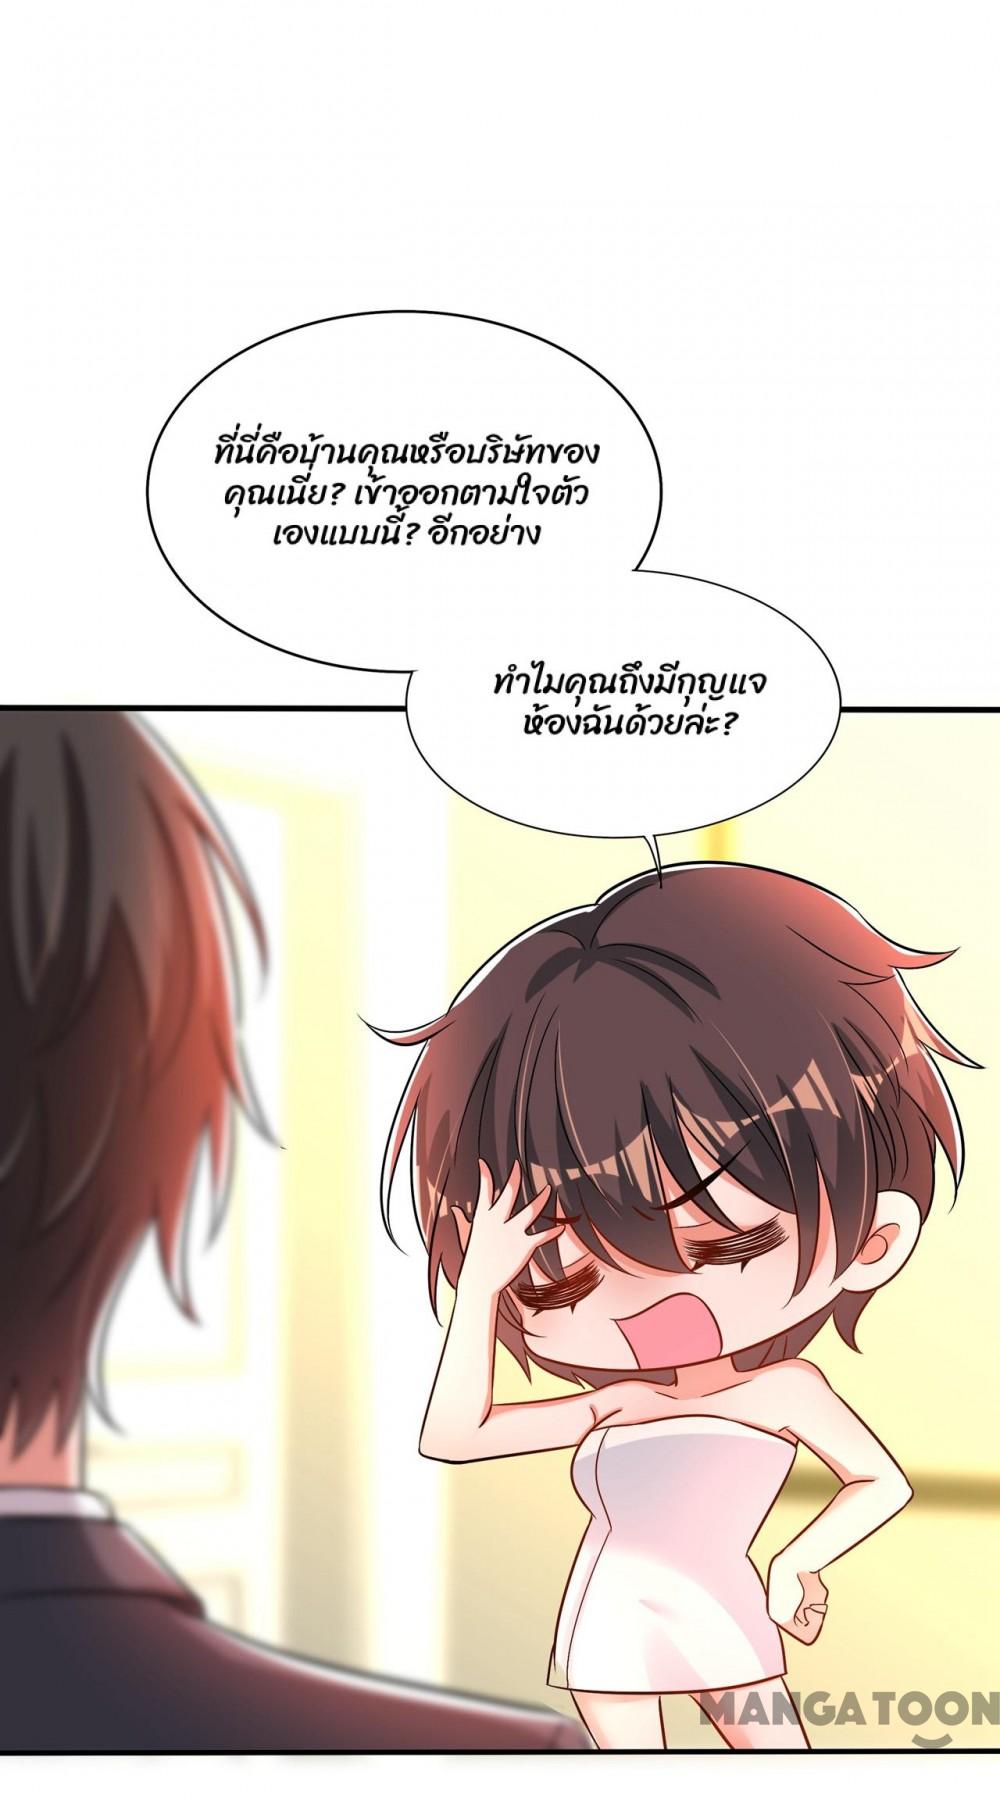 ที่นี่คือบ้านคุณหรือบริษัทของ
คุณเนี่ย? เข้าออกตามใจตัว
เองแบบนี้? อีกอย่าง
ทำไมคุณถึงมีกุญแจ
ห้องฉันด้วยล่ะ?
MANGATOON